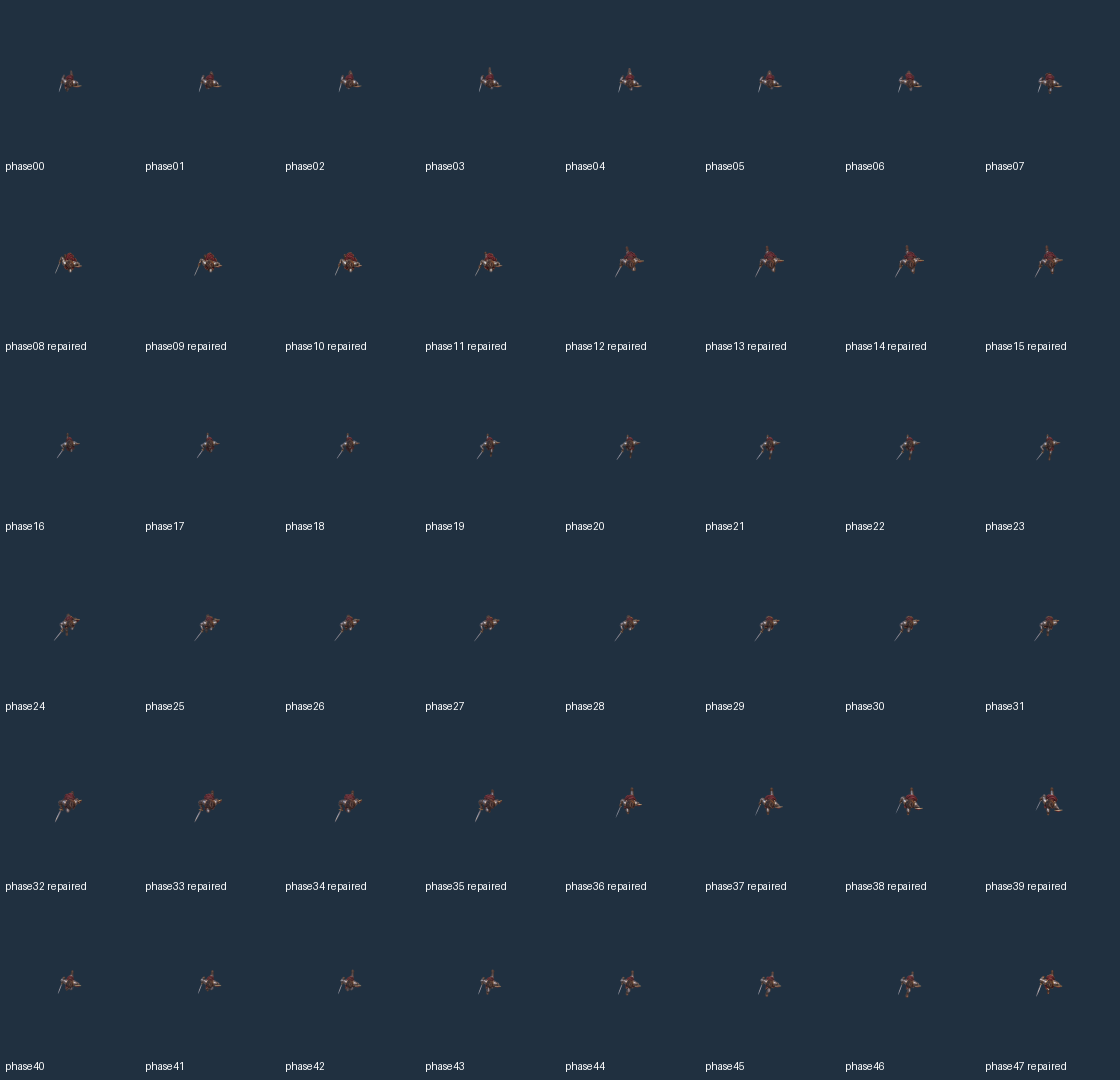 phase00 phase01 phase02 phase03 phase04 phase05 phase06 phase07
phase08 repaired phase09 repaired phase10 repaired phase11 repaired phase12 repaired phase13 repaired phase14 repaired phase15 repaired
phase16 phase17 phase18 phase19 phase20 phase21 phase22 phase23
phase24 phase25 phase26 phase27 phase28 phase29 phase30 phase31
phase32 repaired phase33 repaired phase34 repaired phase35 repaired phase36 repaired phase37 repaired phase38 repaired phase39 repaired
phase40 phase41 phase42 phase43 phase44 phase45 phase46 phase47 repaired